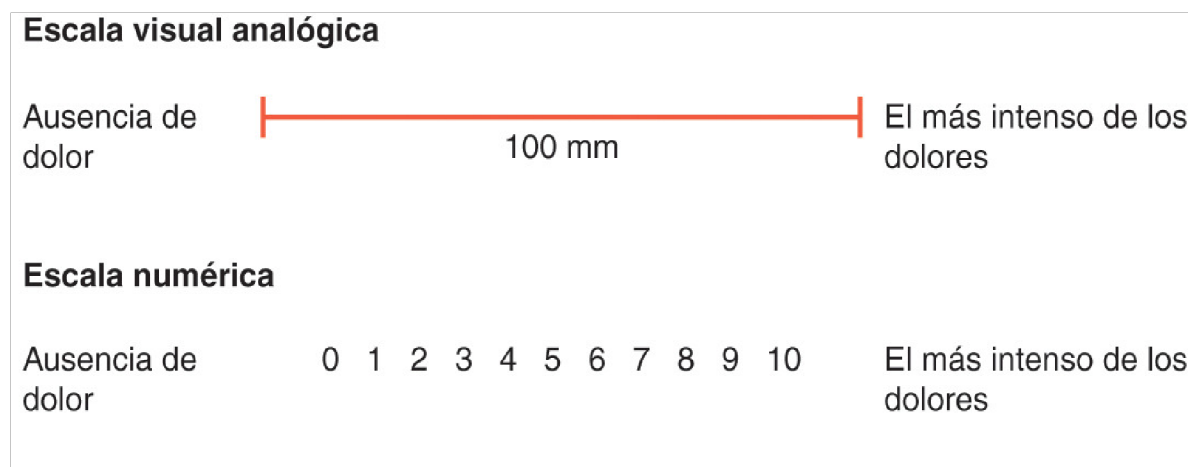 Escala visual analógica
Ausencia de dolor
100 mm
El más intenso de los dolores
Escala numérica
Ausencia de dolor
0 1 2 3 4 5 6 7 8 9 10
El más intenso de los dolores